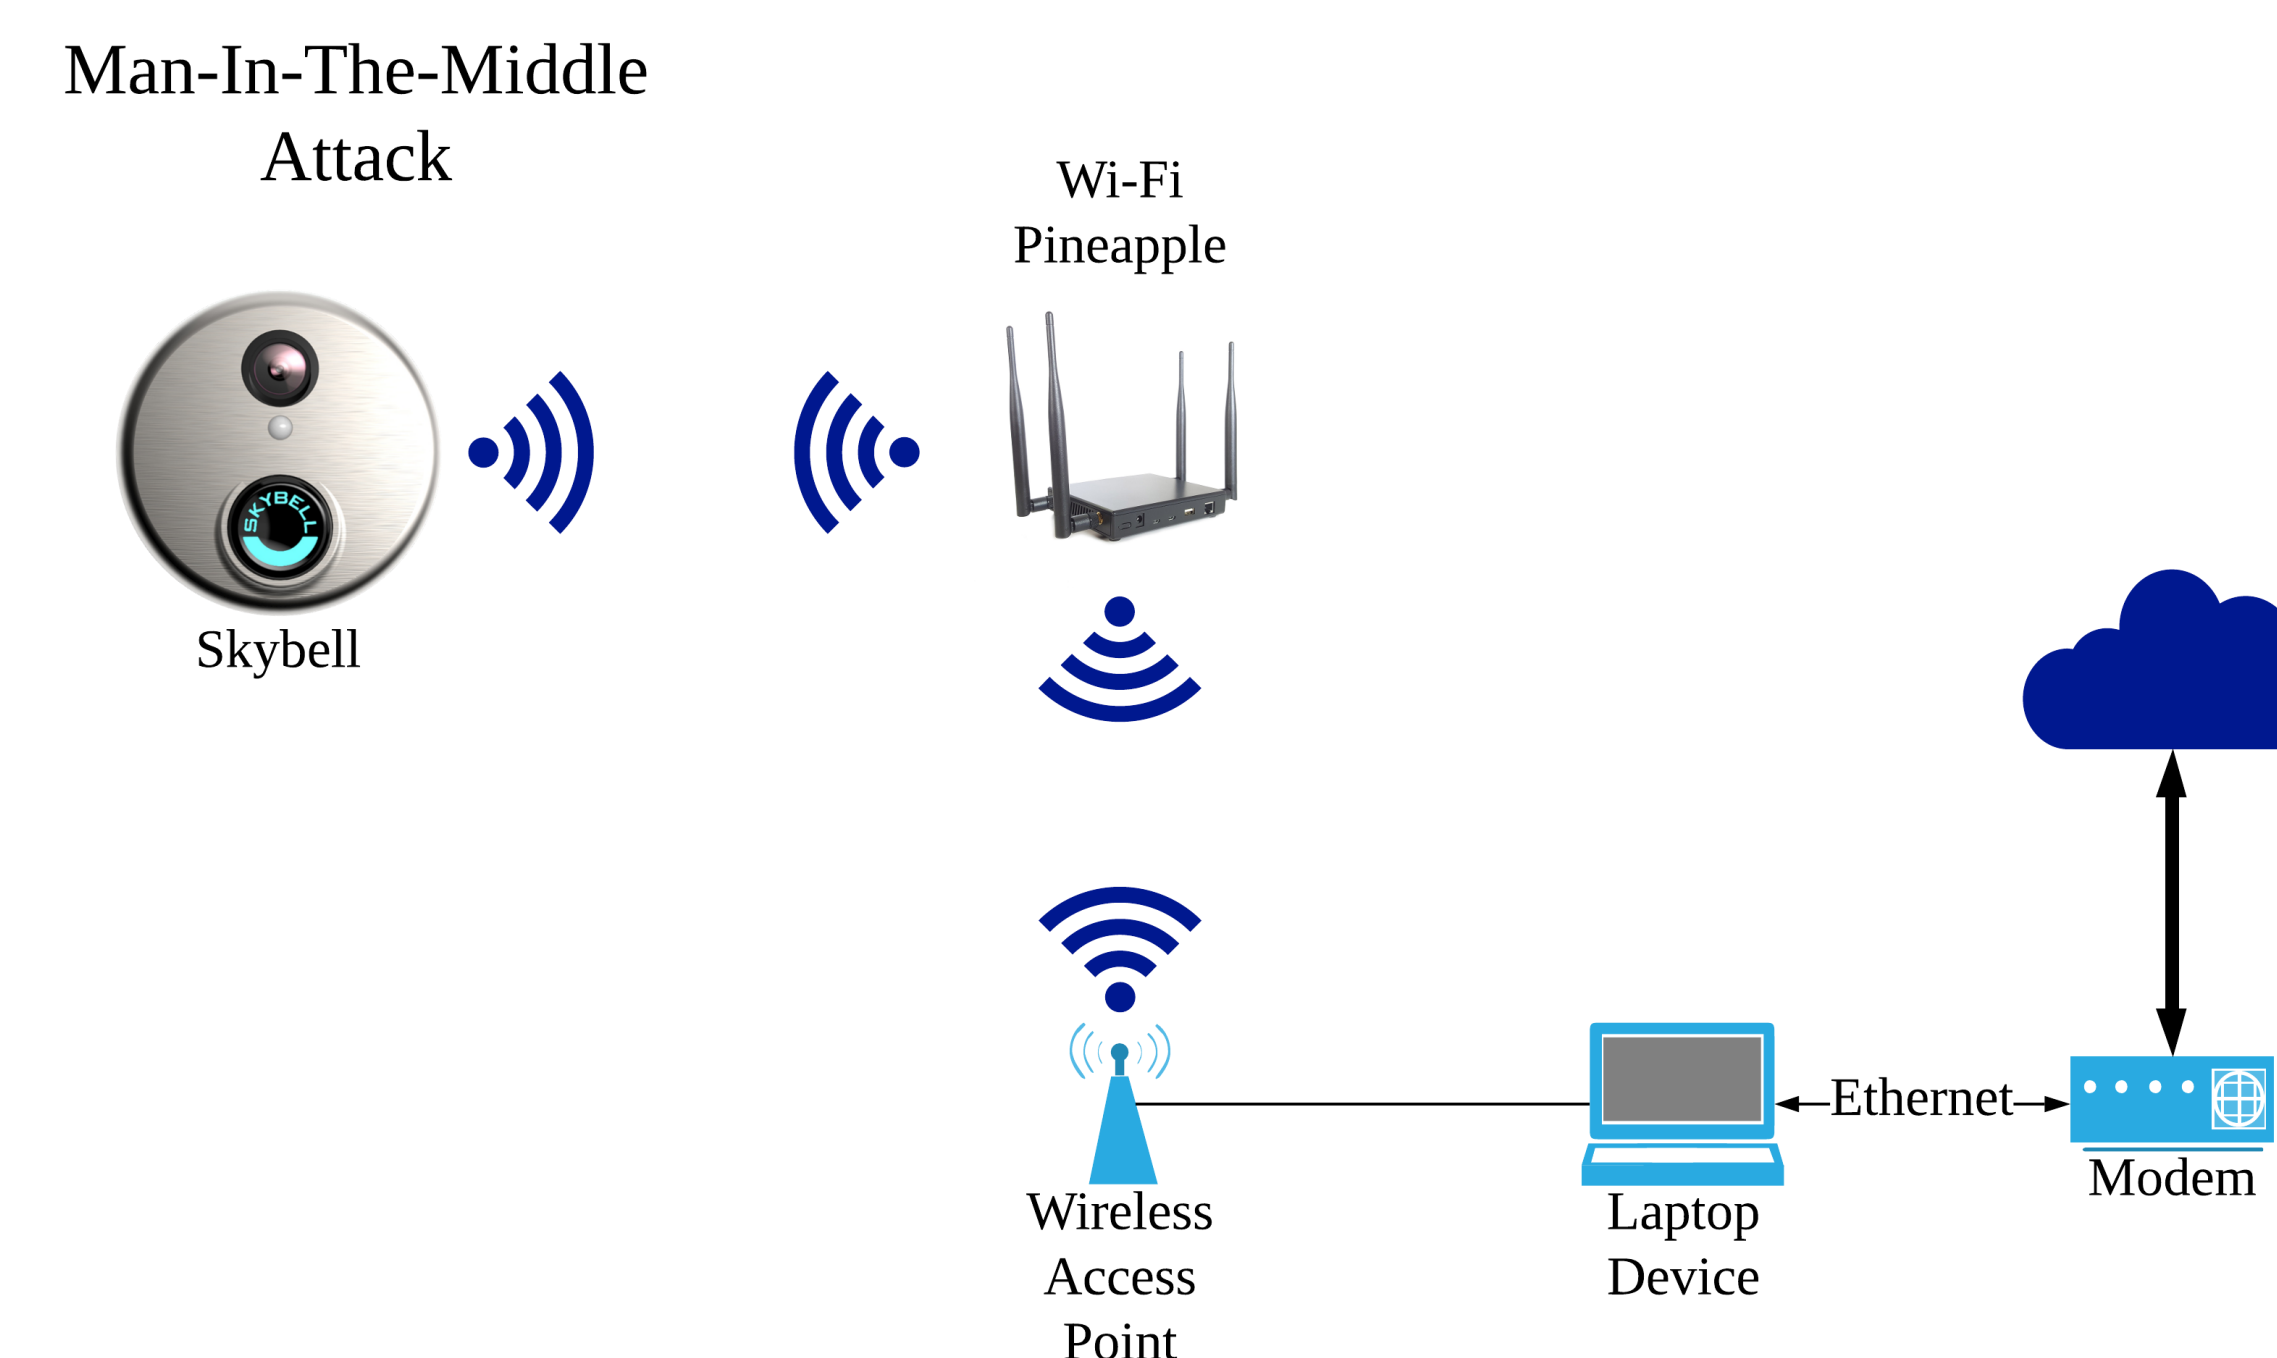 Man-In-The-Middle
Attack
Wi-Fi
Pineapple
SKYBELL
Skybell
Ethernet
Modem
Wireless
Access
Point
Laptop
Device